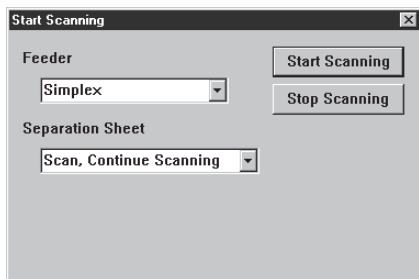 Start Scanning
Feeder
Simplex
Start Scanning
Stop Scanning
Separation Sheet
Scan, Continue Scanning